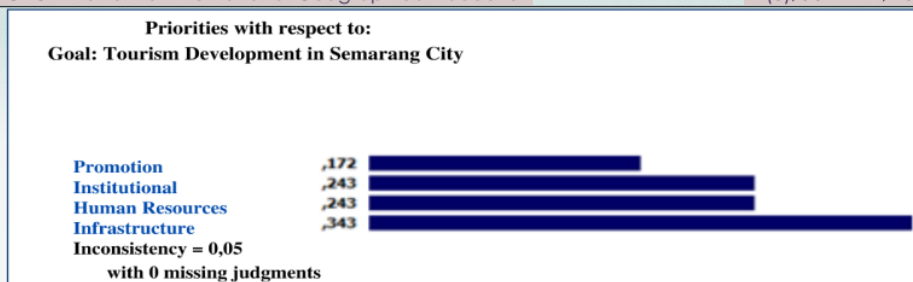 Priorities with respect to:
Goal: Tourism Development in Semarang City
Promotion ,172
Institutional ,243
Human Resources ,243
Infrastructure ,343
Inconsistency = 0,05
with 0 missing judgments